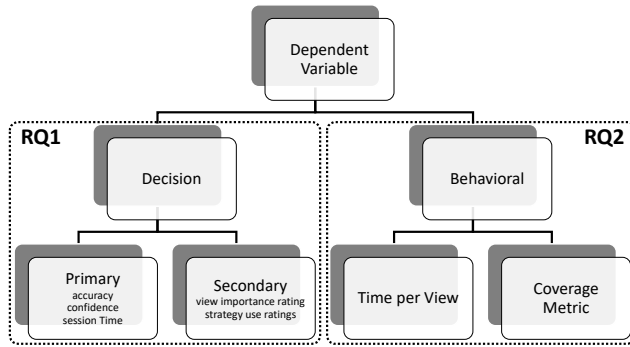 Dependent
Variable
RQ1
RQ2
Decision
Behavioral
Primary
accuracy
confidence
session Time
Secondary
view importance rating
strategy use ratings
Time per View
Coverage
Metric